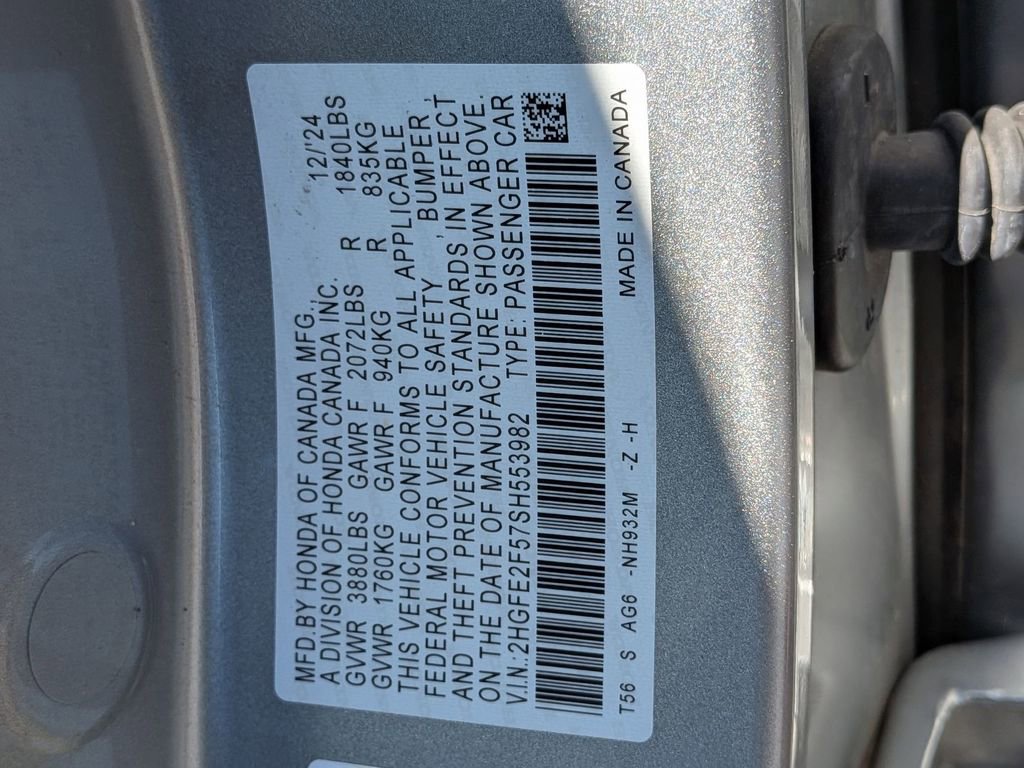 MFD.BY HONDA OF CANADA MFG., 12/'24
A DIVISION OF HONDA CANADA INC.
GVWR 3880LBS GAWR F 2072LBS R 1840LBS
GVWR 1760KG GAWR F 940KG R 835KG
THIS VEHICLE CONFORMS TO ALL APPLICABLE
FEDERAL MOTOR VEHICLE SAFETY, BUMPER,
AND THEFT PREVENTION STANDARDS IN EFFECT
ON THE DATE OF MANUFACTURE SHOWN ABOVE.
V.I.N.:2HGFE2F57SH553982 TYPE: PASSENGER CAR
T56 S AG6 -NH932M -Z -H MADE IN CANADA